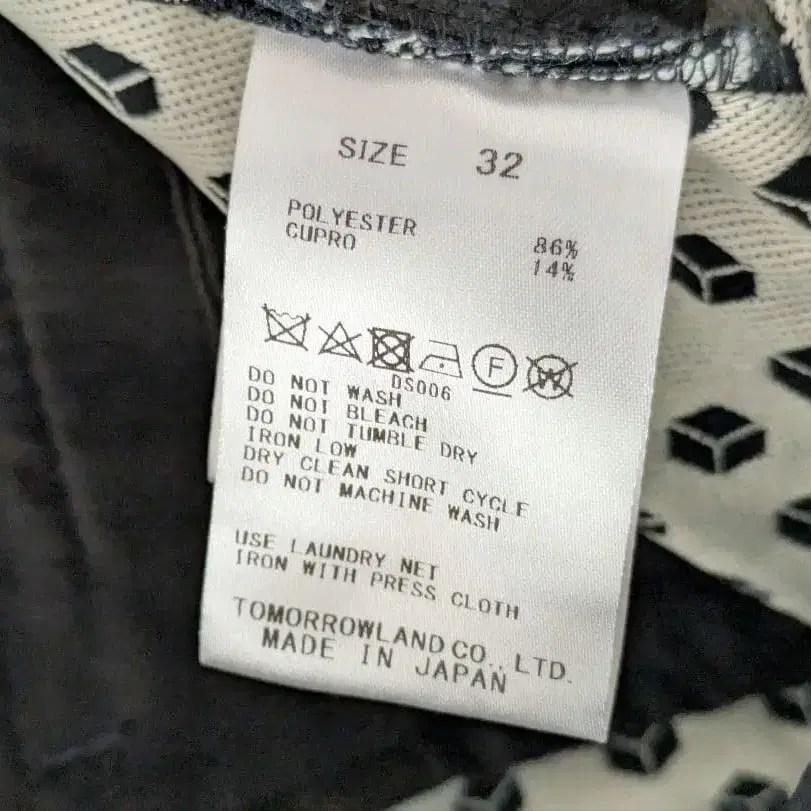 SIZE 32
POLYESTER 86%
CUPRO 14%
F W
DS006
DO NOT WASH
DO NOT BLEACH
DO NOT TUMBLE DRY
IRON LOW
DRY CLEAN SHORT CYCLE
DO NOT MACHINE WASH
USE LAUNDRY NET
IRON WITH PRESS CLOTH
TOMORROWLAND CO., LTD.
MADE IN JAPAN